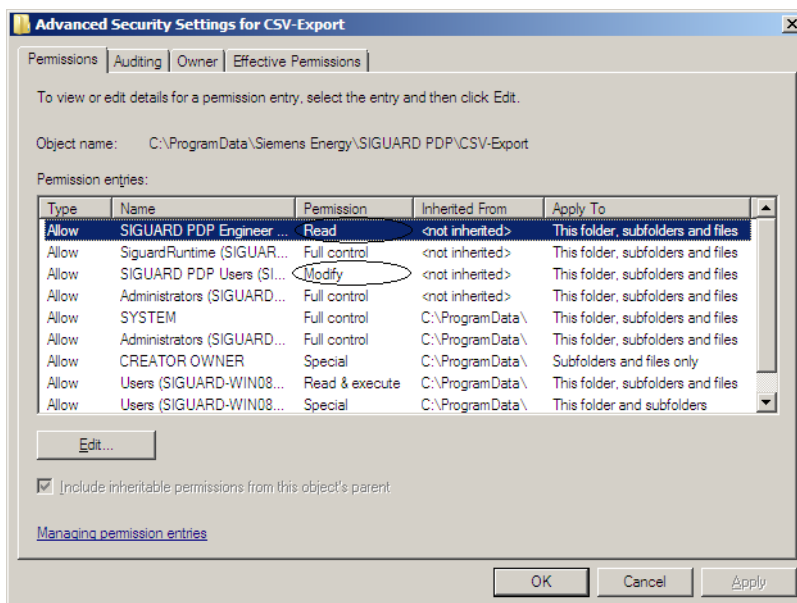 Advanced Security Settings for CSV-Export
Permissions Auditing Owner Effective Permissions
To view or edit details for a permission entry, select the entry and then click Edit.
Object name: C:\ProgramData\Siemens Energy\SIGUARD PDP\CSV-Export
Permission entries:
Type Name Permission Inherited From Apply To
Allow SIGUARD PDP Engineer ... Read <not inherited> This folder, subfolders and files
Allow SiguardRuntime (SIGUAR... Full control <not inherited> This folder, subfolders and files
Allow SIGUARD PDP Users (SI... Modify <not inherited> This folder, subfolders and files
Allow Administrators (SIGUARD... Full control <not inherited> This folder, subfolders and files
Allow SYSTEM Full control C:\ProgramData\ This folder, subfolders and files
Allow Administrators (SIGUARD... Full control C:\ProgramData\ This folder, subfolders and files
Allow CREATOR OWNER Special C:\ProgramData\ Subfolders and files only
Allow Users (SIGUARD-WIN08... Read & execute C:\ProgramData\ This folder, subfolders and files
Allow Users (SIGUARD-WIN08... Special C:\ProgramData\ This folder and subfolders
Edit...
Include inheritable permissions from this object's parent
Managing permission entries
OK Cancel Apply